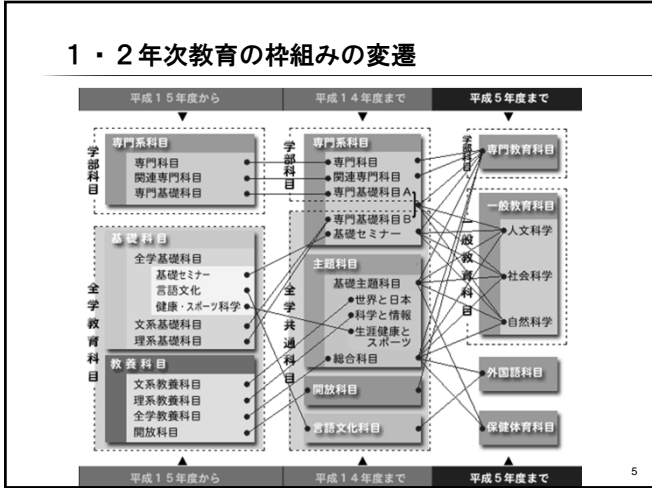 1・2年次教育の枠組みの変遷
平成15年度から
平成14年度まで
平成5年度まで
学部科目
専門系科目
専門科目
関連専門科目
専門基礎科目
全学教育科目
基礎科目
全学基礎科目
基礎セミナー
言語文化
健康・スポーツ科学
文系基礎科目
理系基礎科目
教養科目
文系教養科目
理系教養科目
全学教養科目
開放科目
学部科目
専門系科目
専門科目
関連専門科目
専門基礎科目A
専門基礎科目B
基礎セミナー
全学共通科目
主題科目
基礎主題科目
世界と日本
科学と情報
生涯健康と
スポーツ
総合科目
開放科目
言語文化科目
学部科目
専門教育科目
一般教育科目
一般教育科目
人文科学
社会科学
自然科学
外国語科目
保健体育科目
平成15年度から
平成14年度まで
平成5年度まで
5